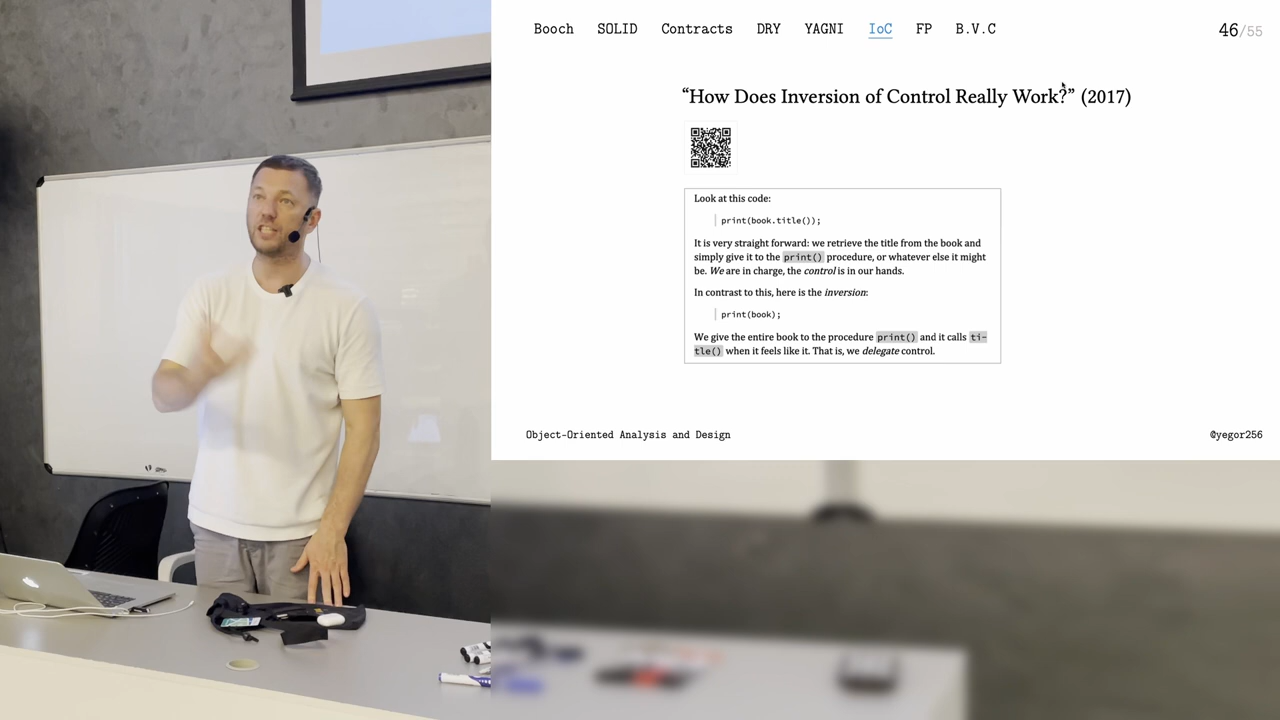 Booch SOLID Contracts DRY YAGNI IoC FP B.V.C 46/55
“How Does Inversion of Control Really Work?” (2017)
Look at this code:
print(book.title());
It is very straight forward: we retrieve the title from the book and
simply give it to the print() procedure, or whatever else it might
be. We are in charge, the control is in our hands.
In contrast to this, here is the inversion:
print(book);
We give the entire book to the procedure print() and it calls ti-
tle() when it feels like it. That is, we delegate control.
Object-Oriented Analysis and Design @yegor256